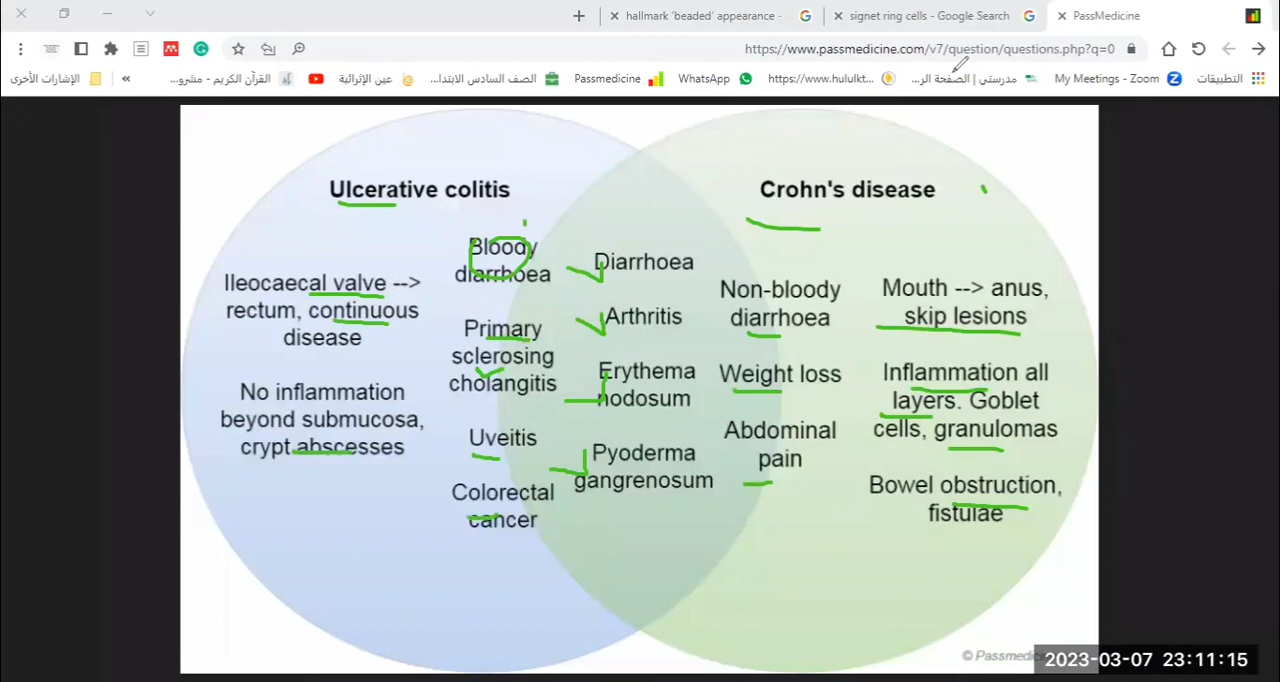 hallmark 'beaded' appearance -
signet ring cells - Google Search
PassMedicine
https://www.passmedicine.com/v7/question/questions.php?q=0
الإشارات الأخرى
«
القرآن الكريم - مشرو...
عين الإثرائية
الصف السادس الابتدا...
Passmedicine
WhatsApp
https://www.hululkt...
مدرستي | الصفحة الر...
My Meetings - Zoom
التطبيقات
Ulcerative colitis
Ileocaecal valve -->
rectum, continuous
disease
No inflammation
beyond submucosa,
crypt abscesses
Bloody
diarrhoea
Primary
sclerosing
cholangitis
Uveitis
Colorectal
cancer
Diarrhoea
Arthritis
Erythema
nodosum
Pyoderma
gangrenosum
Crohn's disease
Non-bloody
diarrhoea
Weight loss
Abdominal
pain
Mouth --> anus,
skip lesions
Inflammation all
layers. Goblet
cells, granulomas
Bowel obstruction,
fistulae
© Passmedic
2023-03-07 23:11:15